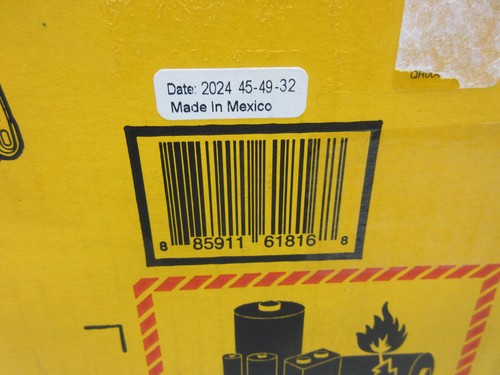 Date: 2024 45-49-32
Made In Mexico
8 85911 61816 8